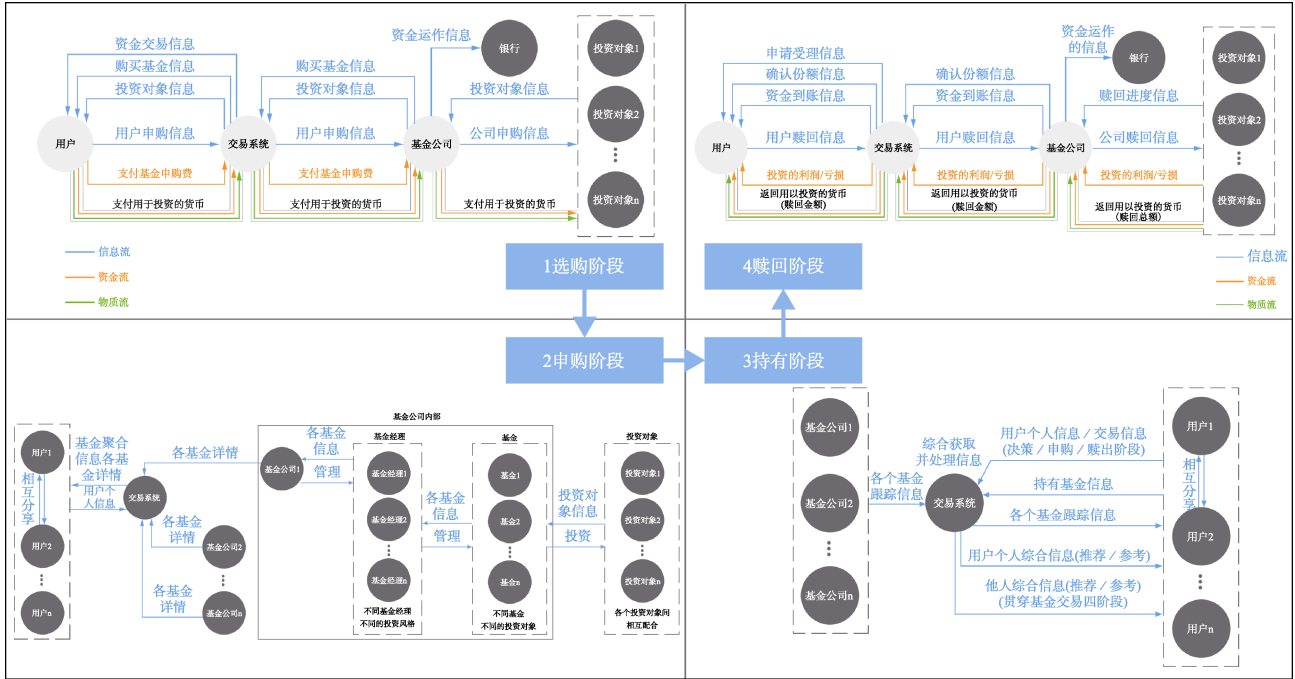 资金交易信息
购买基金信息
投资对象信息
用户申购信息
支付基金申购费
支付用于投资的货币
用户
交易系统
购买基金信息
投资对象信息
用户申购信息
支付基金申购费
支付用于投资的货币
基金公司
资金运作信息
银行
投资对象信息
公司申购信息
支付用于投资的货币
投资对象1
投资对象2
投资对象n
信息流
资金流
物质流
申请受理信息
确认份额信息
资金到账信息
用户赎回信息
投资的利润/亏损
返回用以投资的货币
(赎回金额)
用户
交易系统
确认份额信息
资金到账信息
用户赎回信息
投资的利润/亏损
返回用以投资的货币
(赎回金额)
基金公司
资金运作
的信息
银行
赎回进度信息
公司赎回信息
投资的利润/亏损
返回用以投资的货币
(赎回总额)
投资对象1
投资对象2
投资对象n
信息流
资金流
物质流
1选购阶段
2申购阶段
3持有阶段
4赎回阶段
用户1
相互分享
用户2
用户n
基金聚合
信息各基
金详情
用户个
人信息
交易系统
各基金详情
各基金
详情
各基金
详情
基金公司2
基金公司n
基金公司内部
基金公司1
各基金
信息
管理
基金经理
基金经理1
基金经理2
基金经理n
不同基金经理
不同的投资风格
各基金
信息
管理
基金
基金1
基金2
基金n
不同基金
不同的投资对象
投资对
象信息
投资
投资对象
投资对象1
投资对象2
投资对象n
各个投资对象间
相互配合
基金公司1
基金公司2
基金公司n
各个基金
跟踪信息
综合获取
并处理信息
交易系统
用户个人信息 / 交易信息
(决策 / 申购 / 赎出阶段)
持有基金信息
各个基金跟踪信息
用户个人综合信息(推荐 / 参考)
他人综合信息(推荐 / 参考)
(贯穿基金交易四阶段)
用户1
相互分享
用户2
用户n